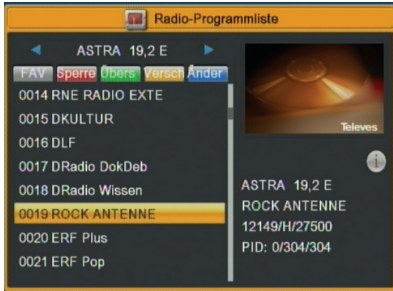 Radio-Programmliste
ASTRA 19,2 E
FAV Sperre Übers Versch Änder
0014 RNE RADIO EXTE
0015 DKULTUR
0016 DLF
0017 DRadio DokDeb
0018 DRadio Wissen
0019 ROCK ANTENNE
0020 ERF Plus
0021 ERF Pop
Televes
ASTRA 19,2 E
ROCK ANTENNE
12149/H/27500
PID: 0/304/304